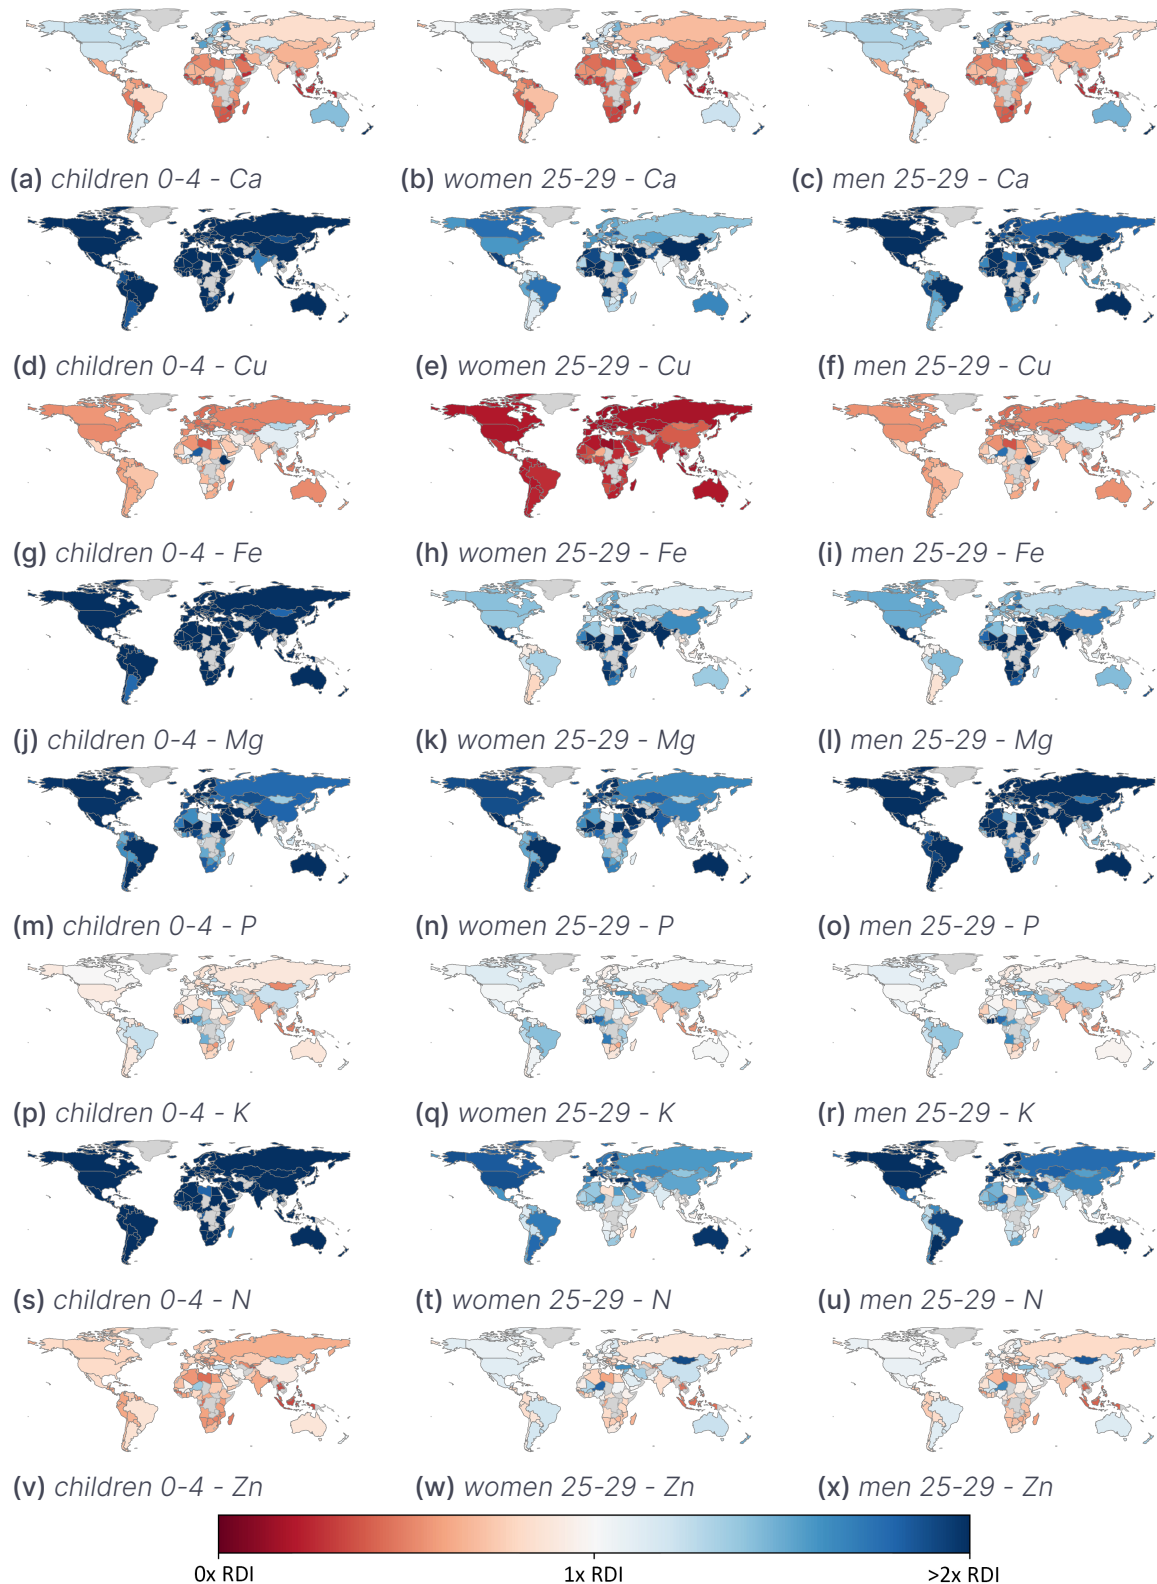 (a) children 0-4 - Ca (b) women 25-29 - Ca (c) men 25-29 - Ca
(d) children 0-4 - Cu (e) women 25-29 - Cu (f) men 25-29 - Cu
(g) children 0-4 - Fe (h) women 25-29 - Fe (i) men 25-29 - Fe
(j) children 0-4 - Mg (k) women 25-29 - Mg (l) men 25-29 - Mg
(m) children 0-4 - P (n) women 25-29 - P (o) men 25-29 - P
(p) children 0-4 - K (q) women 25-29 - K (r) men 25-29 - K
(s) children 0-4 - N (t) women 25-29 - N (u) men 25-29 - N
(v) children 0-4 - Zn (w) women 25-29 - Zn (x) men 25-29 - Zn
0x RDI 1x RDI >2x RDI